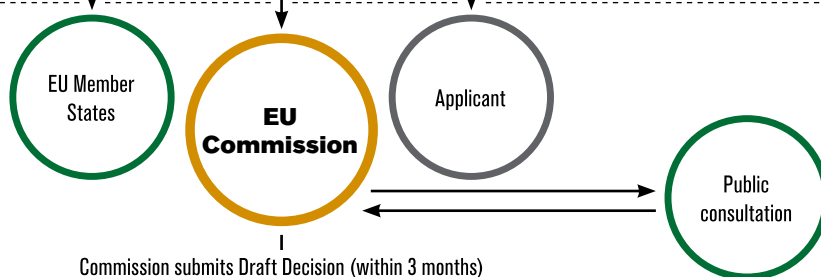 EU Member
States
EU
Commission
Applicant
Public
consultation
Commission submits Draft Decision (within 3 months)